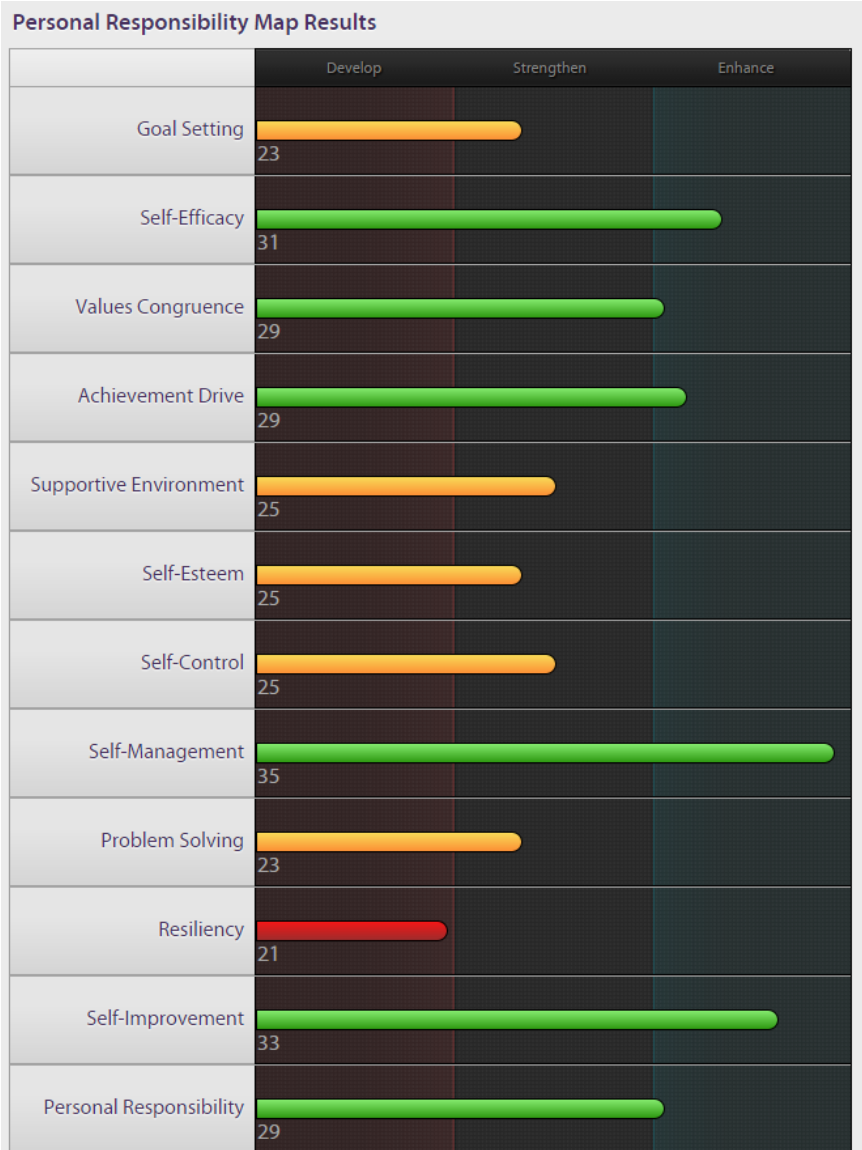 Personal Responsibility Map Results
Develop Strengthen Enhance
Goal Setting
23
Self-Efficacy
31
Values Congruence
29
Achievement Drive
29
Supportive Environment
25
Self-Esteem
25
Self-Control
25
Self-Management
35
Problem Solving
23
Resiliency
21
Self-Improvement
33
Personal Responsibility
29